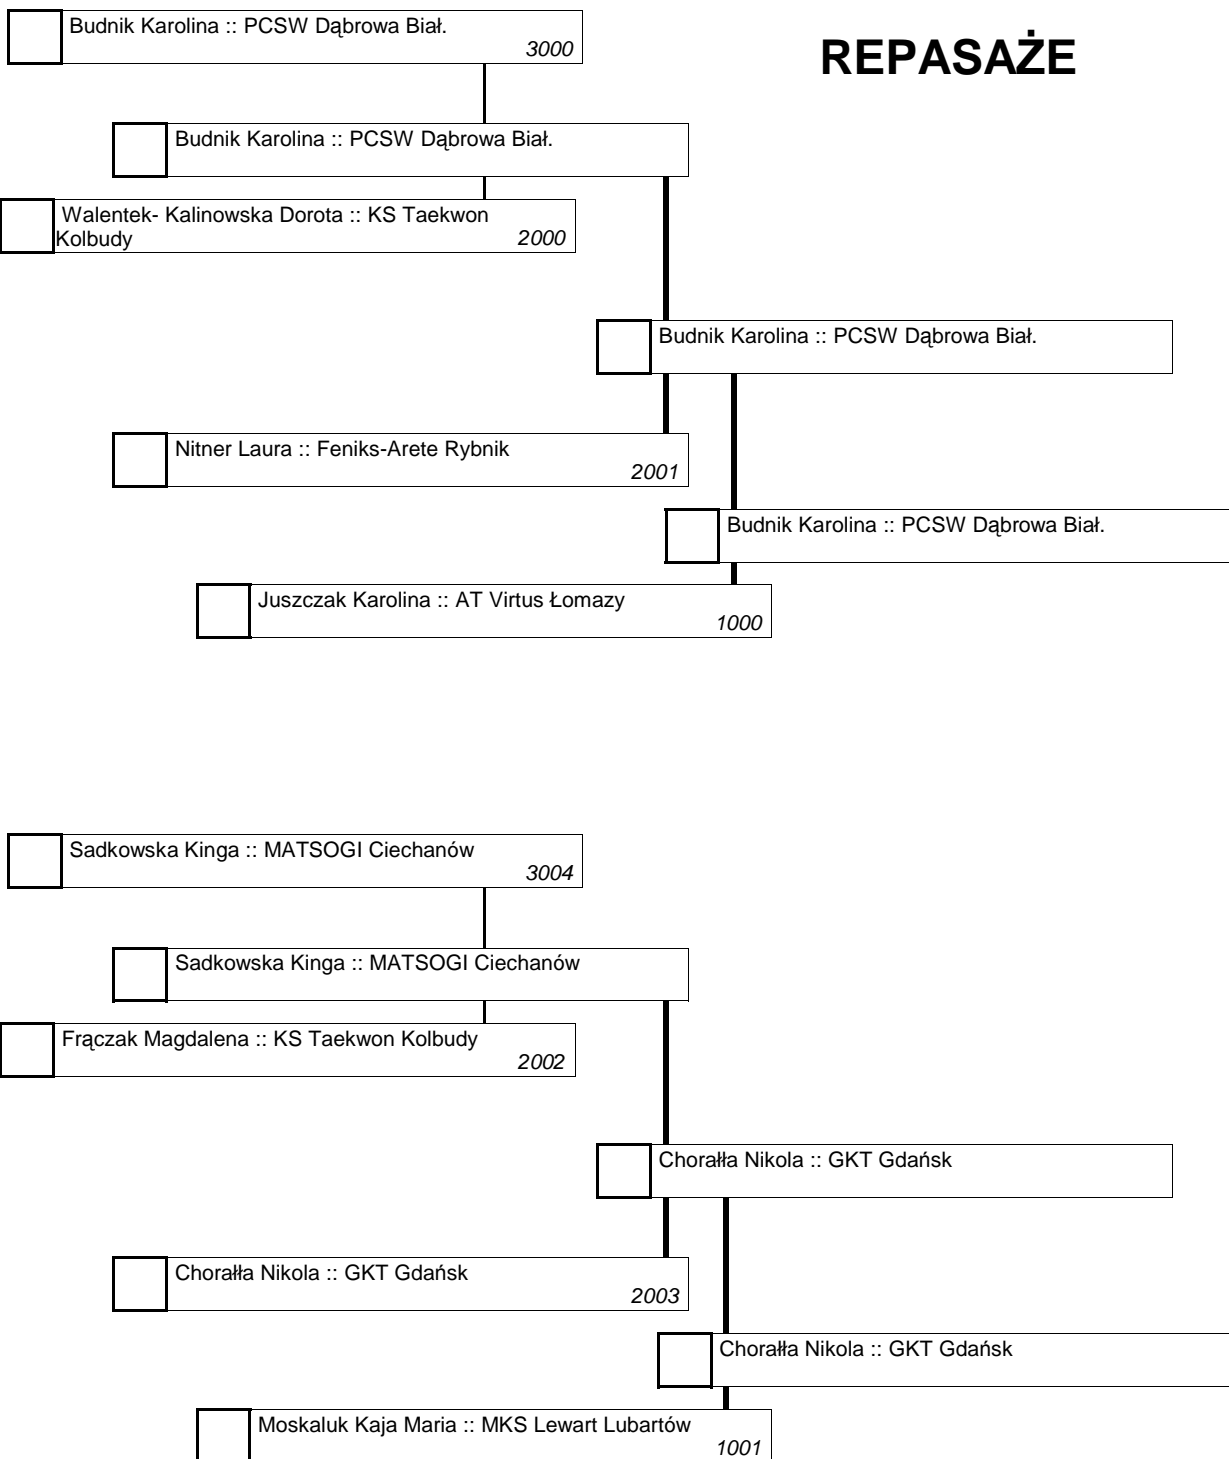 Budnik Karolina :: PCSW Dąbrowa Biał.
3000
REPASAŻE
Budnik Karolina :: PCSW Dąbrowa Biał.
Walentek- Kalinowska Dorota :: KS Taekwon
Kolbudy
2000
Budnik Karolina :: PCSW Dąbrowa Biał.
Nitner Laura :: Feniks-Arete Rybnik
2001
Budnik Karolina :: PCSW Dąbrowa Biał.
Juszczak Karolina :: AT Virtus Łomazy
1000
Sadkowska Kinga :: MATSOGI Ciechanów
3004
Sadkowska Kinga :: MATSOGI Ciechanów
Frączak Magdalena :: KS Taekwon Kolbudy
2002
Chorałła Nikola :: GKT Gdańsk
Chorałła Nikola :: GKT Gdańsk
2003
Chorałła Nikola :: GKT Gdańsk
Moskaluk Kaja Maria :: MKS Lewart Lubartów
1001